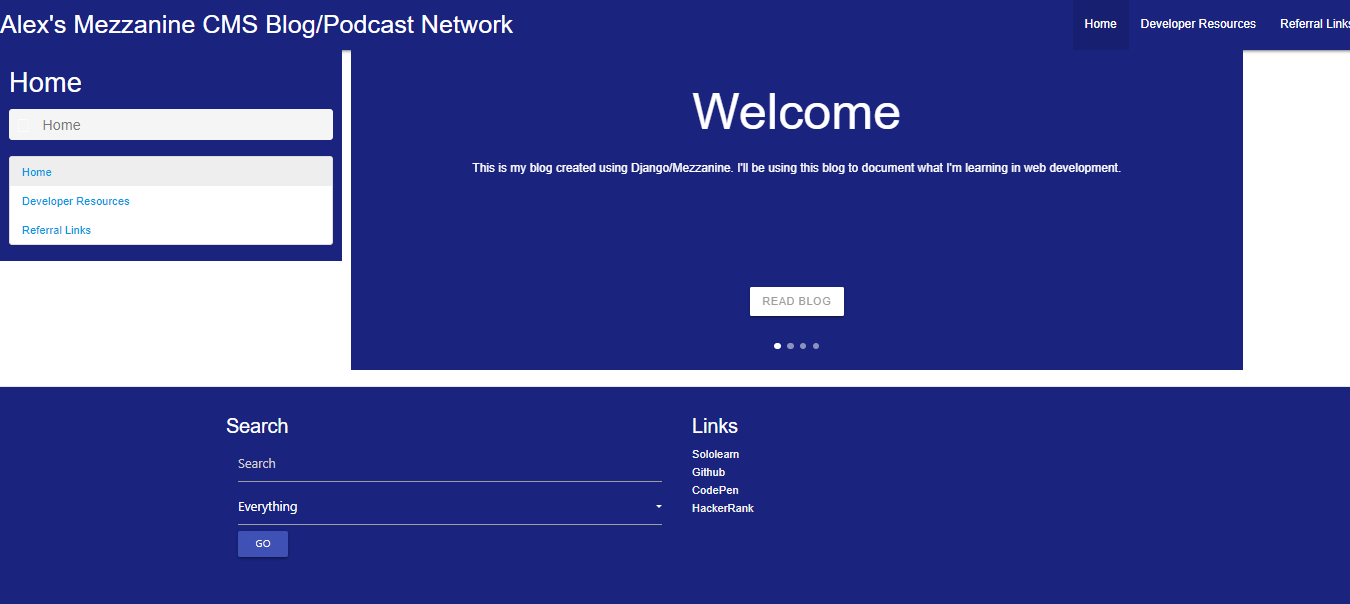 Alex's Mezzanine CMS Blog/Podcast Network
Home Developer Resources Referral Links
Home
Home
Home
Developer Resources
Referral Links
Welcome
This is my blog created using Django/Mezzanine. I'll be using this blog to document what I'm learning in web development.
READ BLOG
Search
Search
Everything
GO
Links
Sololearn
Github
CodePen
HackerRank